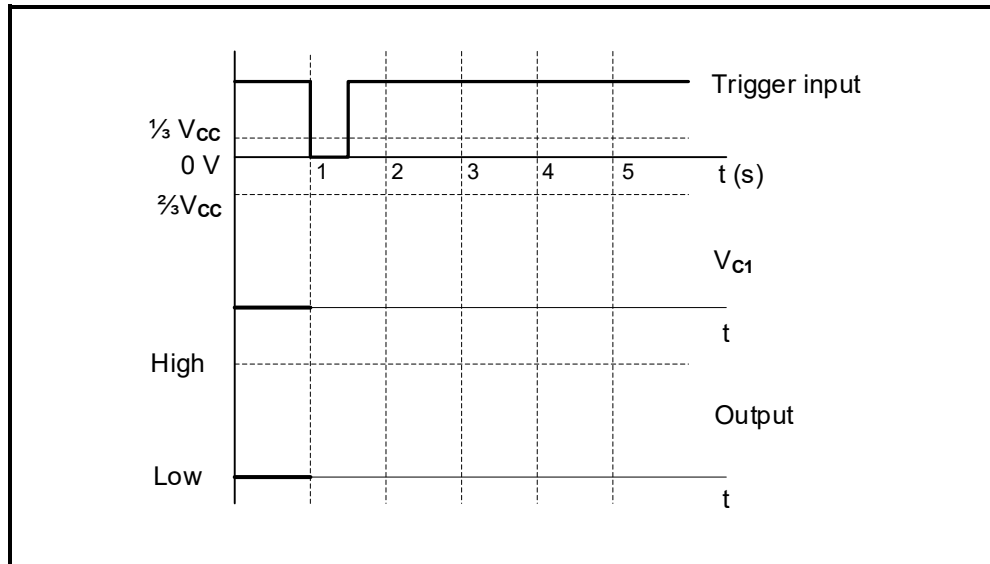 Trigger input
⅓ VCC
0 V
1 2 3 4 5 t (s)
⅔VCC
VC1
t
High
Output
Low
t